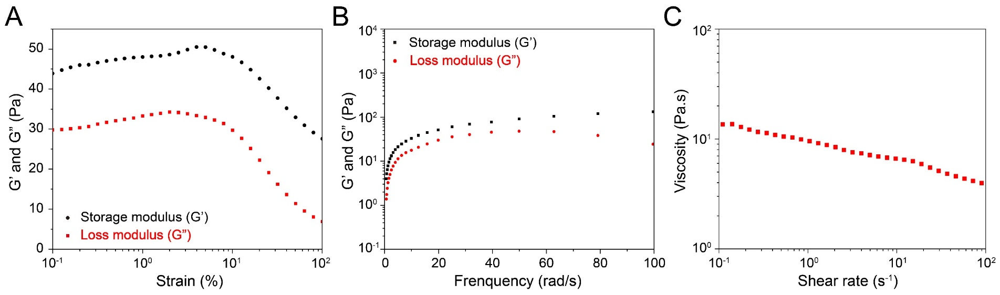 A
50
40
30
20
10
0
10⁻¹
10⁰
10¹
10²
G’ and G” (Pa)
Strain (%)
Storage modulus (G’)
Loss modulus (G”)
B
10⁴
10³
10²
10¹
10⁰
10⁻¹
0
20
40
60
80
100
G’ and G” (Pa)
Frenquency (rad/s)
Storage modulus (G’)
Loss modulus (G”)
C
10²
10¹
10⁰
10⁻¹
10⁰
10¹
10²
Viscosity (Pa.s)
Shear rate (s⁻¹)